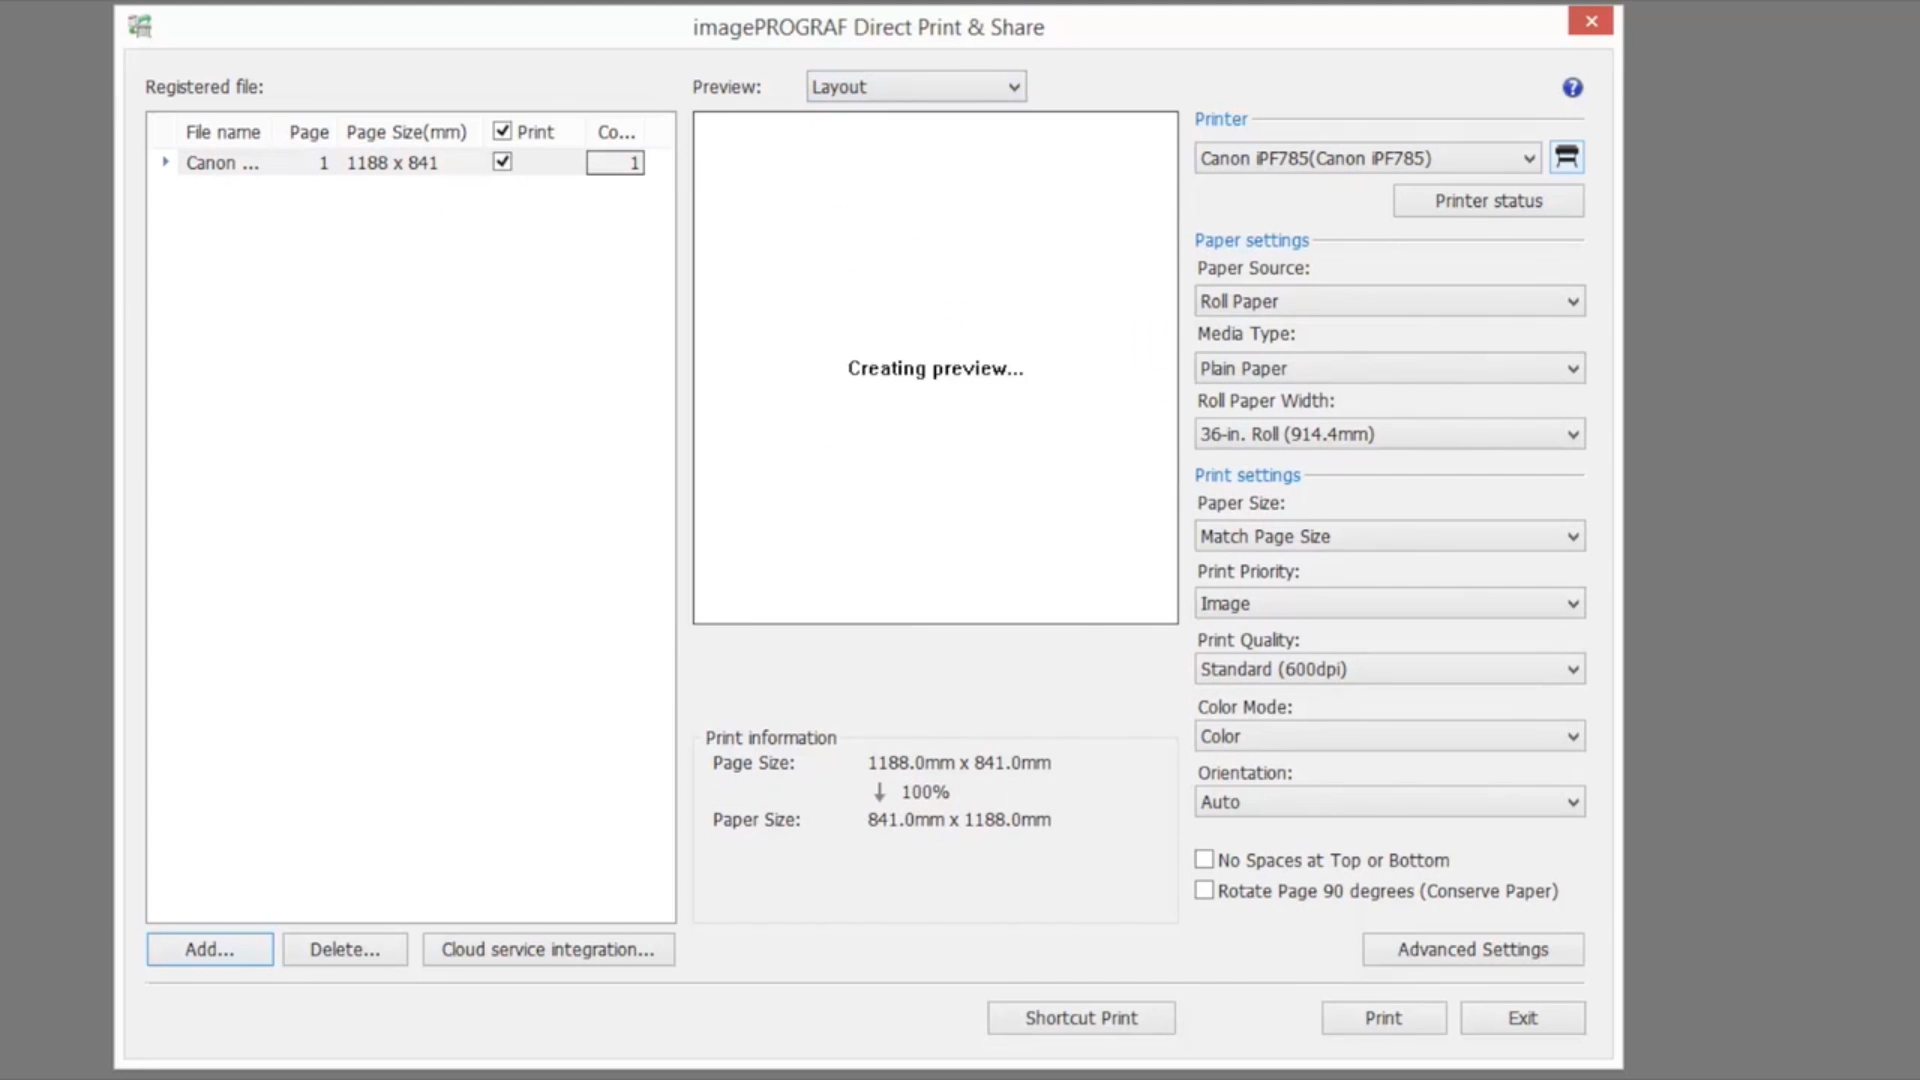 imagePROGRAF Direct Print & Share
Registered file:
File name Page Page Size(mm) Print Co...
Canon ... 1 1188 x 841 1
Add... Delete... Cloud service integration...
Preview: Layout
Creating preview...
Print information
Page Size: 1188.0mm x 841.0mm
↓ 100%
Paper Size: 841.0mm x 1188.0mm
?
Printer
Canon iPF785(Canon iPF785)
Printer status
Paper settings
Paper Source:
Roll Paper
Media Type:
Plain Paper
Roll Paper Width:
36-in. Roll (914.4mm)
Print settings
Paper Size:
Match Page Size
Print Priority:
Image
Print Quality:
Standard (600dpi)
Color Mode:
Color
Orientation:
Auto
No Spaces at Top or Bottom
Rotate Page 90 degrees (Conserve Paper)
Advanced Settings
Shortcut Print Print Exit